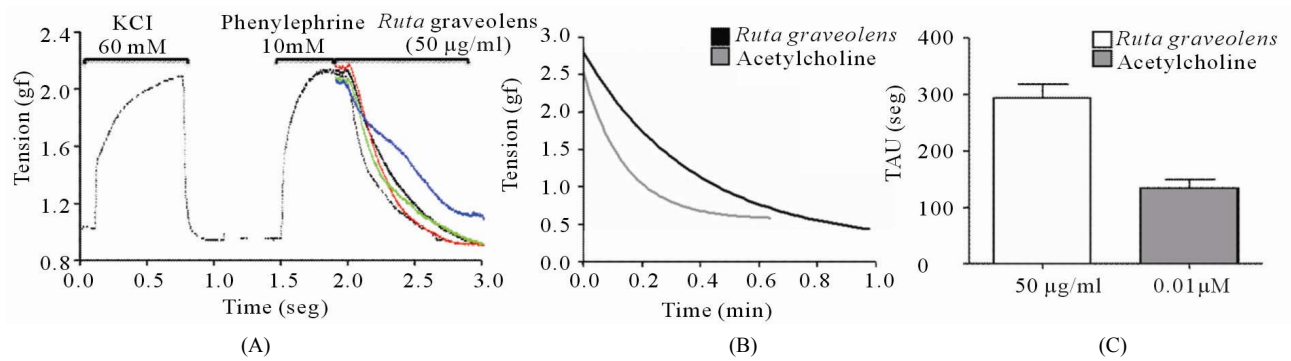 KCI
60 mM
Phenylephrine
10mM
Ruta graveolens
(50 μg/ml)
2.4
2.0
1.6
1.2
0.8
Tension (gf)
0.0
0.5
1.0
1.5
2.0
2.5
3.0
Time (seg)
(A)
B
Ruta graveolens
Acetylcholine
3.0
2.5
2.0
1.5
1.0
0.5
0.0
Tension (gf)
0.0
0.2
0.4
0.6
0.8
1.0
Time (min)
(B)
C
Ruta graveolens
Acetylcholine
400
300
200
100
0
TAU (seg)
50 μg/ml
0.01μM
(C)